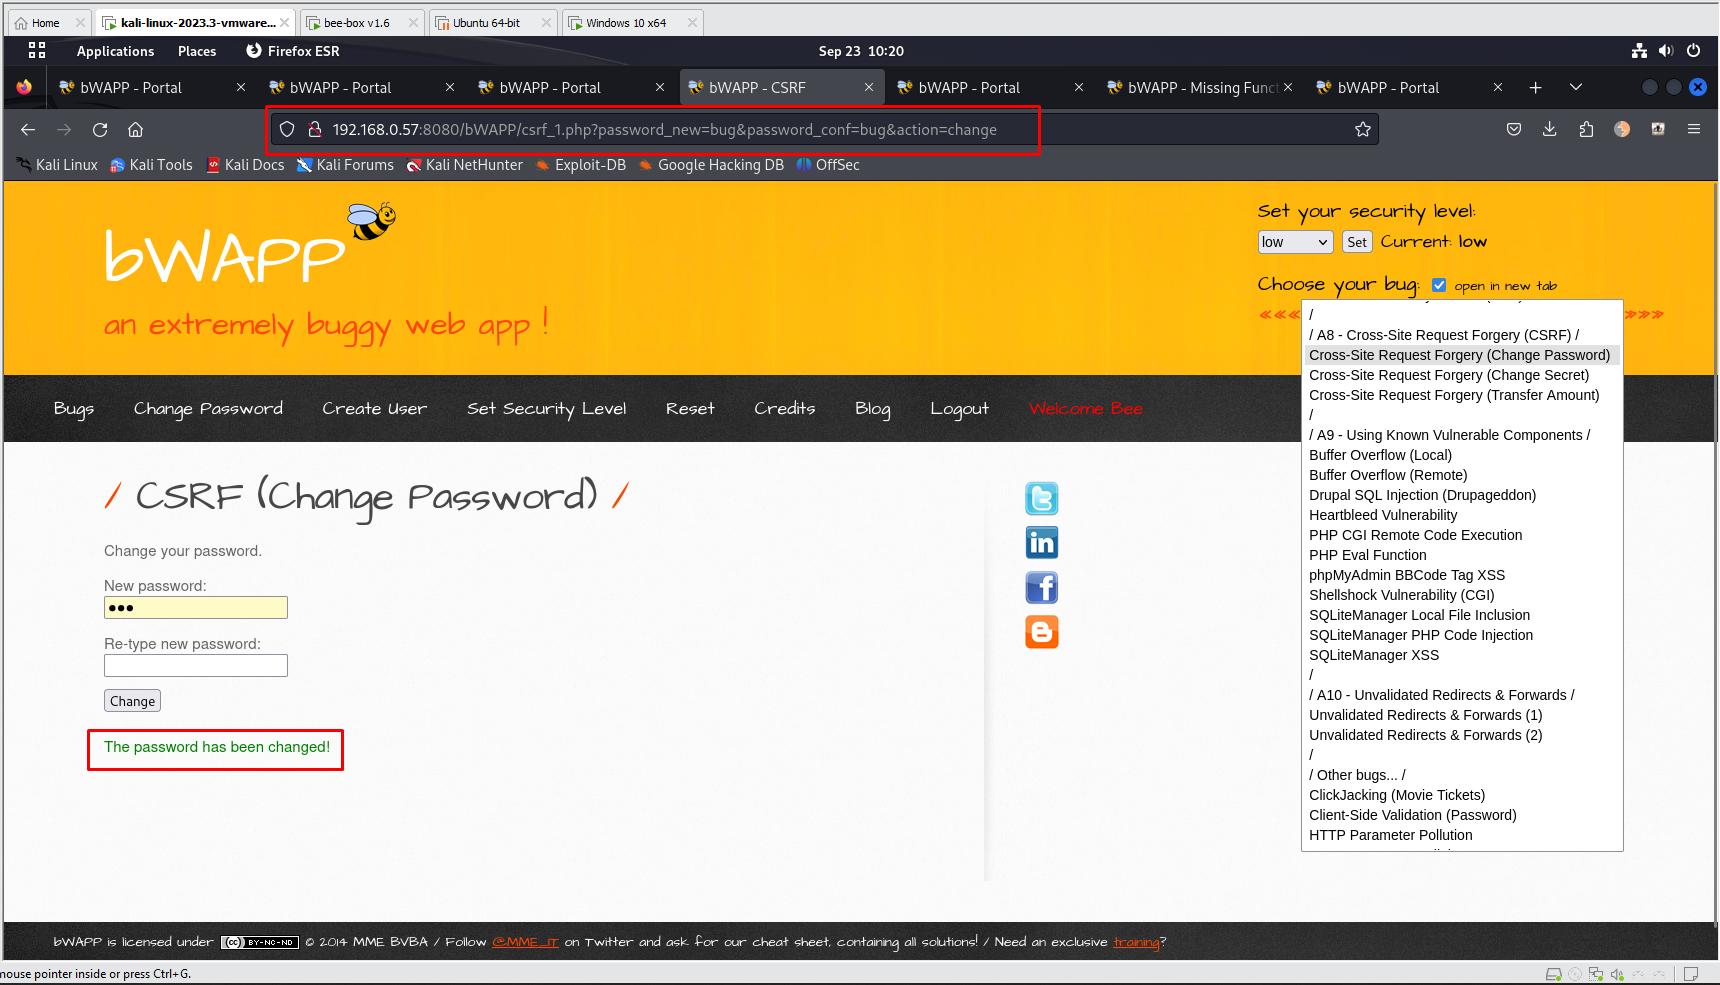 Home
kali-linux-2023.3-vmware...
bee-box v1.6
Ubuntu 64-bit
Windows 10 x64
Applications Places Firefox ESR
Sep 23 10:20
bWAPP - Portal
bWAPP - Portal
bWAPP - Portal
bWAPP - CSRF
bWAPP - Portal
bWAPP - Missing Funct
bWAPP - Portal
192.168.0.57:8080/bWAPP/csrf_1.php?password_new=bug&password_conf=bug&action=change
Kali Linux Kali Tools Kali Docs Kali Forums Kali NetHunter Exploit-DB Google Hacking DB OffSec
bWAPP
an extremely buggy web app !
Set your security level:
low Set Current: low
Choose your bug: open in new tab
/
/ A8 - Cross-Site Request Forgery (CSRF) /
Cross-Site Request Forgery (Change Password)
Cross-Site Request Forgery (Change Secret)
Cross-Site Request Forgery (Transfer Amount)
/
/ A9 - Using Known Vulnerable Components /
Buffer Overflow (Local)
Buffer Overflow (Remote)
Drupal SQL Injection (Drupageddon)
Heartbleed Vulnerability
PHP CGI Remote Code Execution
PHP Eval Function
phpMyAdmin BBCode Tag XSS
Shellshock Vulnerability (CGI)
SQLiteManager Local File Inclusion
SQLiteManager PHP Code Injection
SQLiteManager XSS
/
/ A10 - Unvalidated Redirects & Forwards /
Unvalidated Redirects & Forwards (1)
Unvalidated Redirects & Forwards (2)
/
/ Other bugs... /
ClickJacking (Movie Tickets)
Client-Side Validation (Password)
HTTP Parameter Pollution
Bugs Change Password Create User Set Security Level Reset Credits Blog Logout Welcome Bee
/ CSRF (Change Password) /
Change your password.
New password:
Re-type new password:
Change
The password has been changed!
bWAPP is licensed under (cc) BY-NC-ND © 2014 MME BVBA / Follow @MME_IT on Twitter and ask for our cheat sheet, containing all solutions! / Need an exclusive training?
mouse pointer inside or press Ctrl+G.